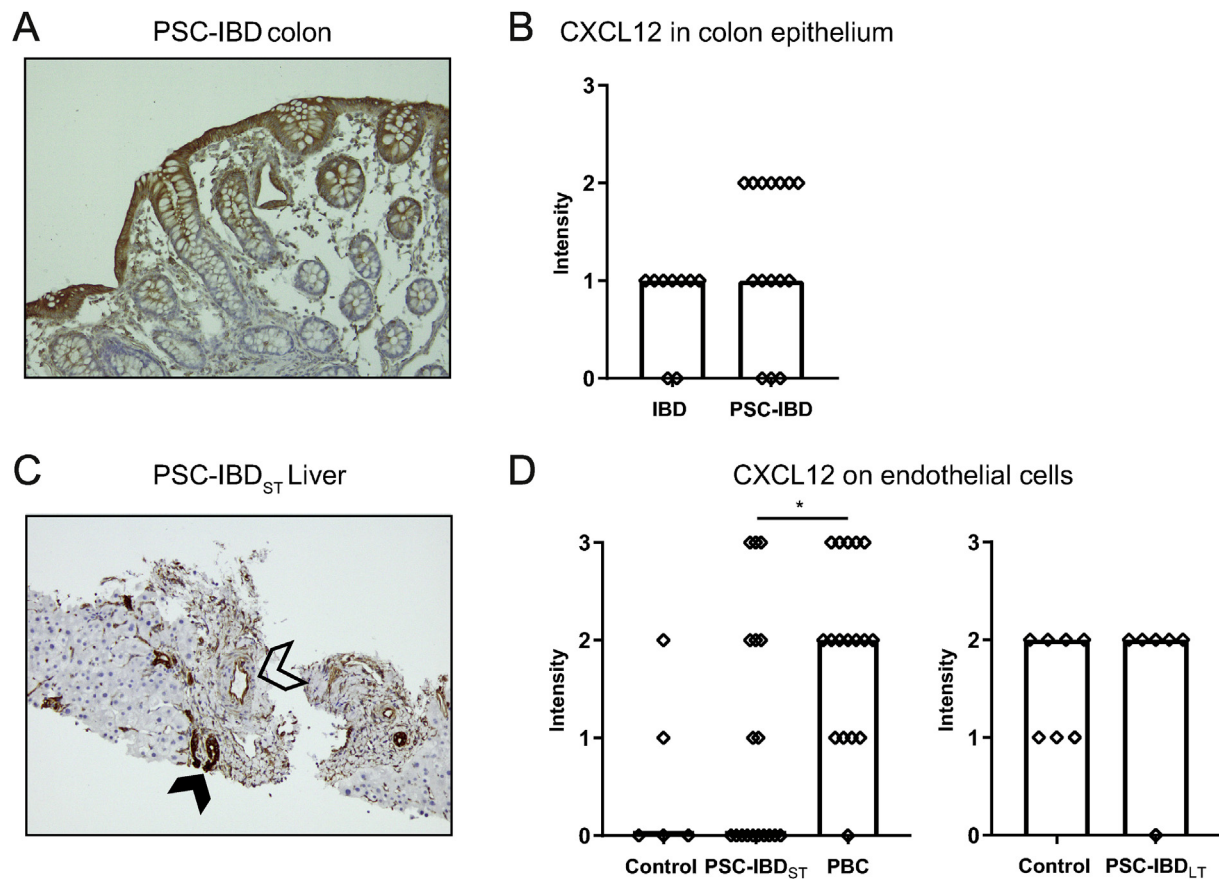 A
PSC-IBD colon
B
CXCL12 in colon epithelium
3
2
1
0
Intensity
IBD
PSC-IBD
C
PSC-IBDST Liver
D
CXCL12 on endothelial cells
*
3
2
1
0
Intensity
Control
PSC-IBDST
PBC
3
2
1
0
Intensity
Control
PSC-IBDLT